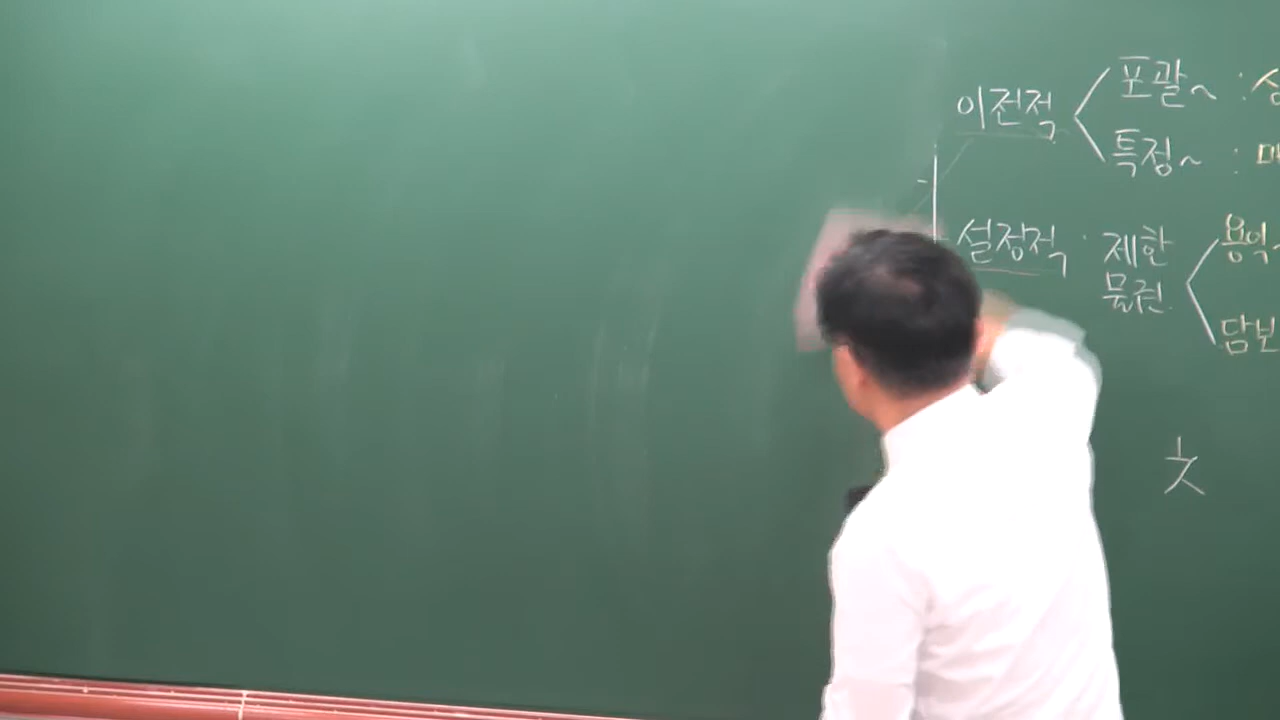 이전적 포괄~ :
특정~ :
설정적 · 제한
물권
용익
담보
ㅊ